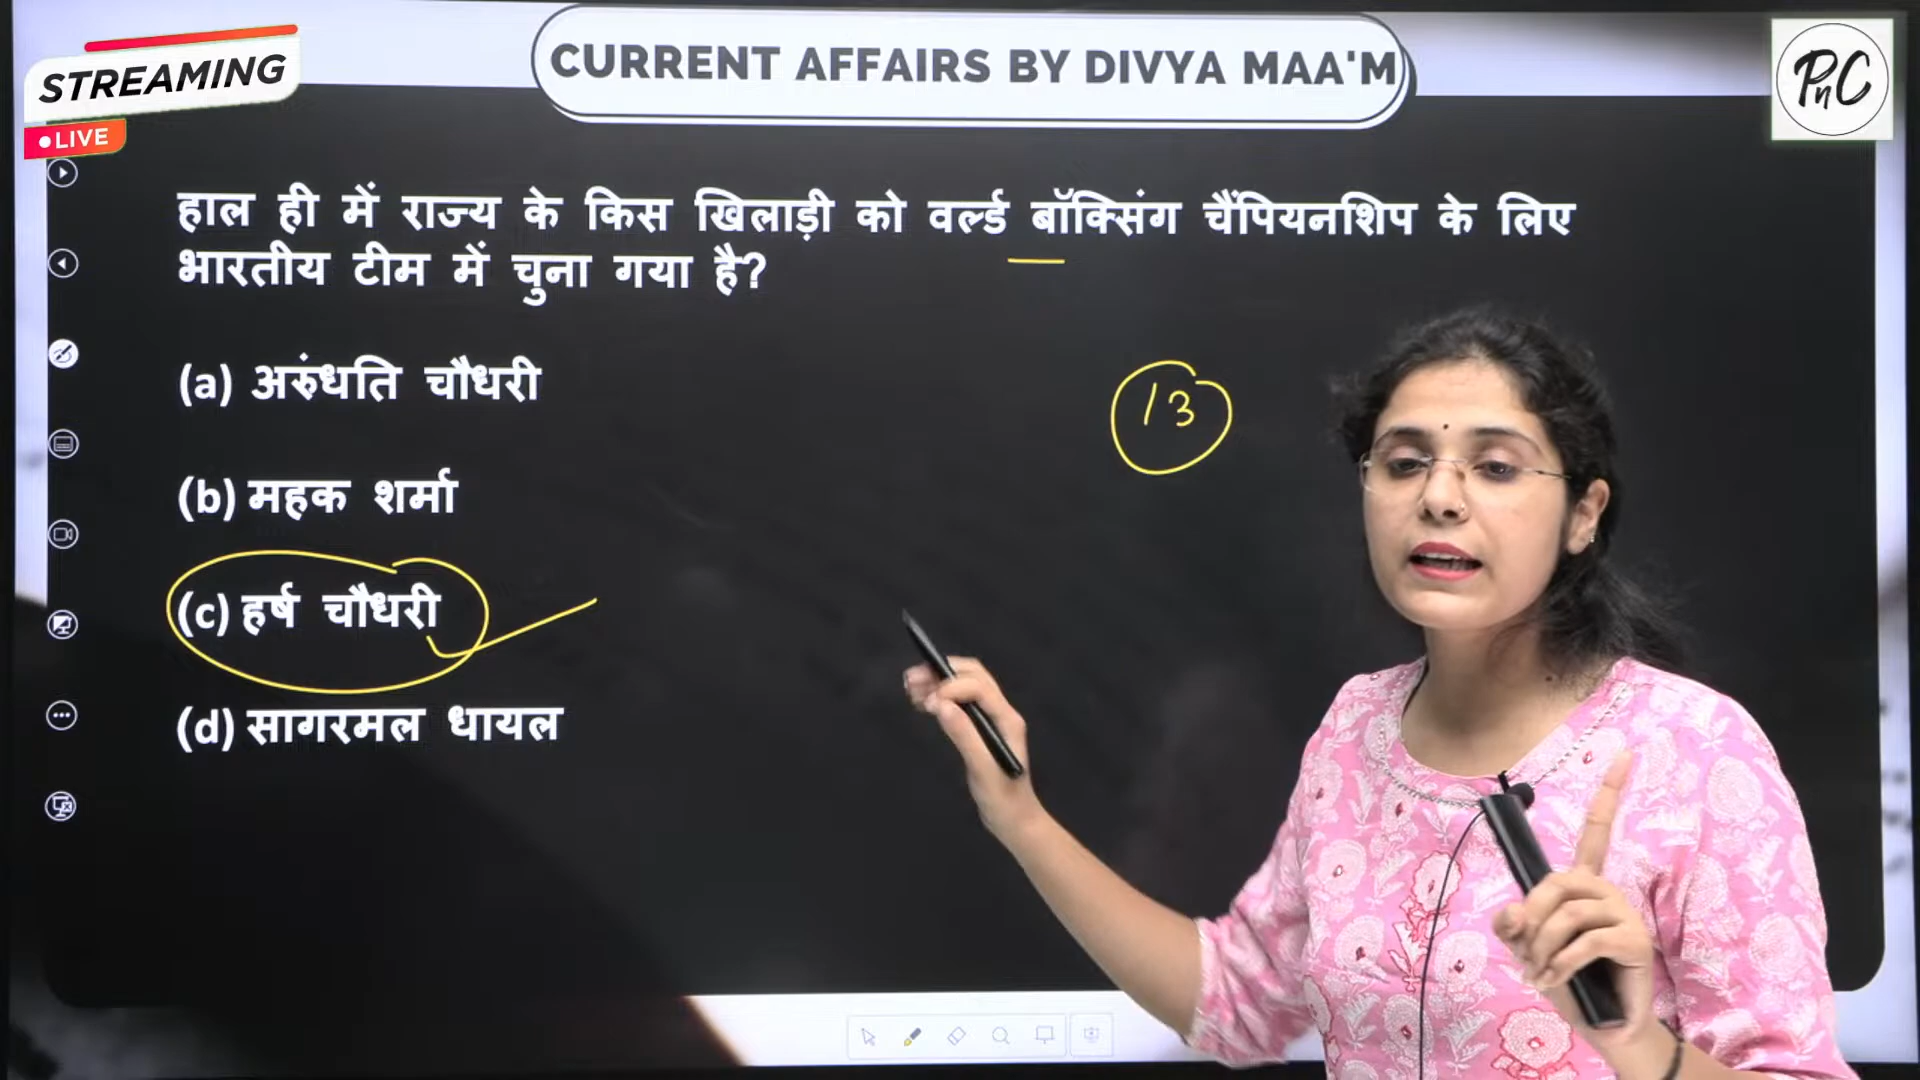 STREAMING
LIVE
CURRENT AFFAIRS BY DIVYA MAA'M
PnC
हाल ही में राज्य के किस खिलाड़ी को वर्ल्ड बॉक्सिंग चैंपियनशिप के लिए
भारतीय टीम में चुना गया है?
(a) अरुंधति चौधरी
13
(b) महक शर्मा
(c) हर्ष चौधरी
(d) सागरमल धायल